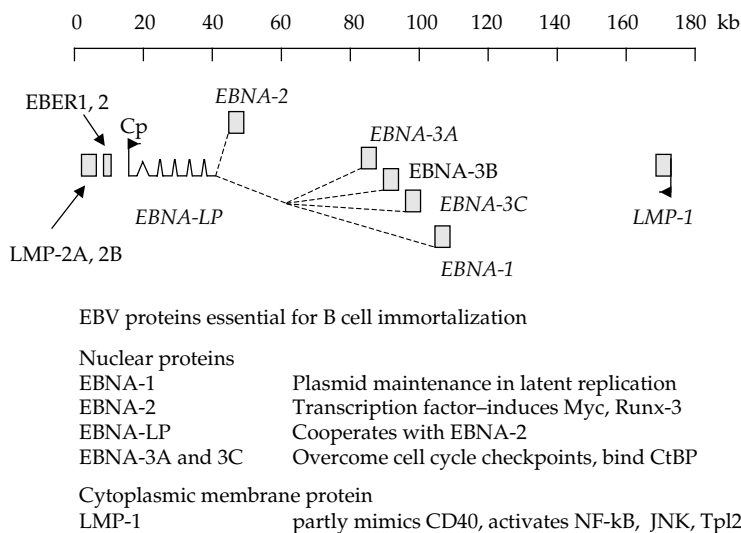 0 20 40 60 80 100 120 140 160 180 kb
EBER1, 2
Cp
EBNA-2
EBNA-3A
EBNA-3B
EBNA-3C
EBNA-LP
LMP-1
LMP-2A, 2B
EBNA-1
EBV proteins essential for B cell immortalization
Nuclear proteins
EBNA-1 Plasmid maintenance in latent replication
EBNA-2 Transcription factor–induces Myc, Runx-3
EBNA-LP Cooperates with EBNA-2
EBNA-3A and 3C Overcome cell cycle checkpoints, bind CtBP
Cytoplasmic membrane protein
LMP-1 partly mimics CD40, activates NF-kB, JNK, Tpl2